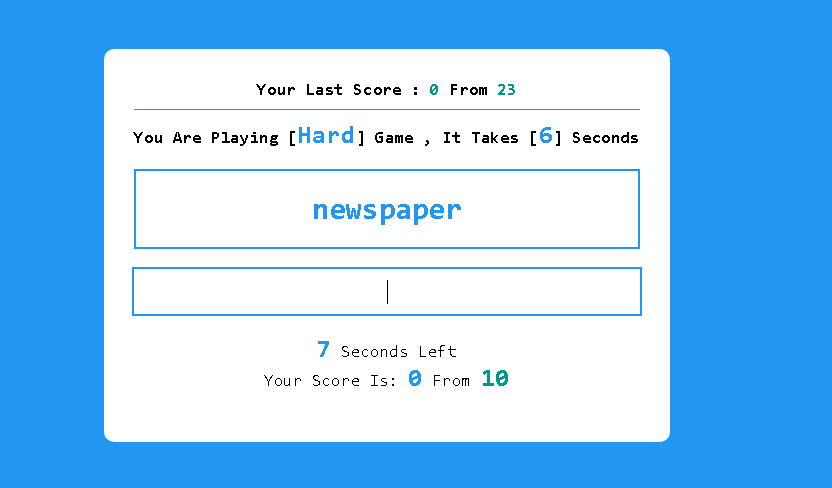 Your Last Score : 0 From 23
You Are Playing [Hard] Game , It Takes [6] Seconds
newspaper
7 Seconds Left
Your Score Is: 0 From 10